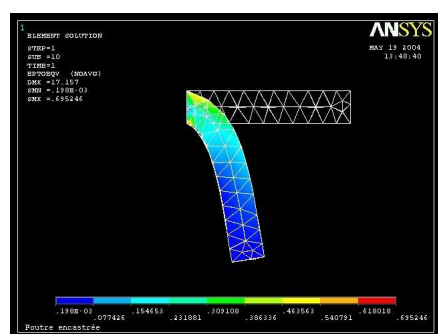 1
ELEMENT SOLUTION
STEP=1
SUB =10
TIME=1
EPTOEQV (NOAVG)
DMX =17.157
SMN =.198E-03
SMX =.695246
ANSYS
MAY 19 2004
13:48:40
.198E-03 .154653 .309100 .463563 .618018
.077426 .231881 .386336 .540791 .695246
Poutre encastrée